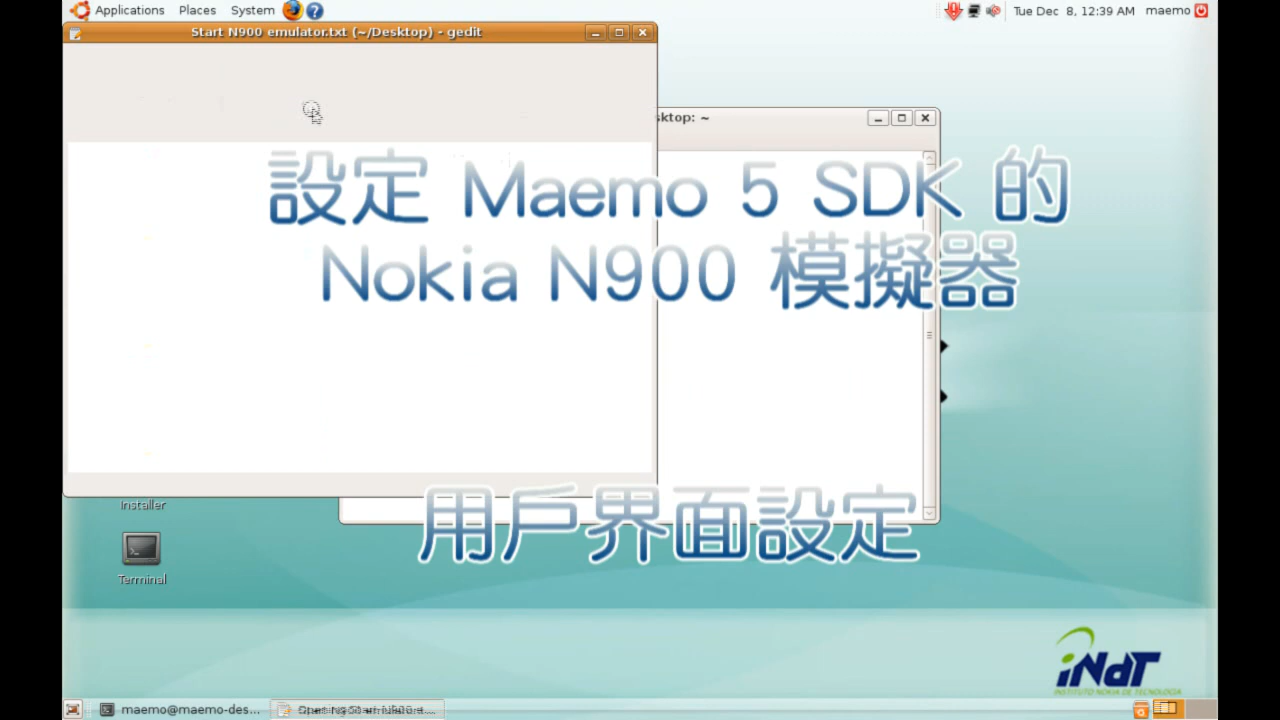 Applications Places System
Tue Dec 8, 12:39 AM maemo
Start N900 emulator.txt (~/Desktop) - gedit
sktop: ~
設定 Maemo 5 SDK 的
Nokia N900 模擬器
用戶界面設定
Installer
Terminal
iNdT
INSTITUTO NOKIA DE TECNOLOGIA
maemo@maemo-des...